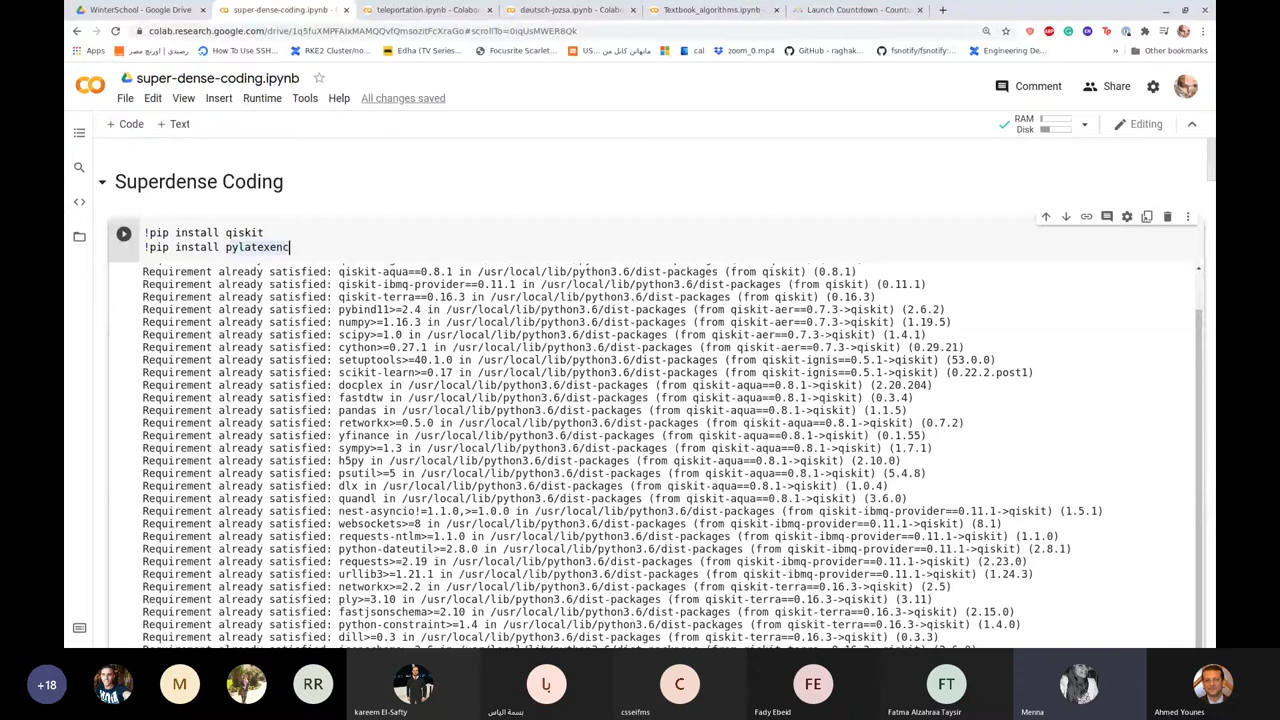 WinterSchool - Google Drive
super-dense-coding.ipynb - 
teleportation.ipynb - Colabora
deutsch-jozsa.ipynb - Colabora
Textbook_algorithms.ipynb - 
Launch Countdown - Count
colab.research.google.com/drive/1q5fuXMPFAIxMAMQQvfQmsozItFcXraGo#scrollTo=0iqUsMWER8Qk
Apps
رصيدي | اورنچ مصر
How To Use SSH...
RKE2 Cluster/no...
Edha (TV Series...
Focusrite Scarlet...
US...
مانهاتن كابل من
cal
zoom_0.mp4
GitHub - raghak...
fsnotify/fsnotify:...
Engineering De...
Other bookmarks
super-dense-coding.ipynb
Comment
Share
File Edit View Insert Runtime Tools Help All changes saved
+ Code + Text
RAM
Disk
Editing
Superdense Coding
!pip install qiskit
!pip install pylatexenc
Requirement already satisfied: qiskit-aqua==0.8.1 in /usr/local/lib/python3.6/dist-packages (from qiskit) (0.8.1)
Requirement already satisfied: qiskit-ibmq-provider==0.11.1 in /usr/local/lib/python3.6/dist-packages (from qiskit) (0.11.1)
Requirement already satisfied: qiskit-terra==0.16.3 in /usr/local/lib/python3.6/dist-packages (from qiskit) (0.16.3)
Requirement already satisfied: pybind11>=2.4 in /usr/local/lib/python3.6/dist-packages (from qiskit-aer==0.7.3->qiskit) (2.6.2)
Requirement already satisfied: numpy>=1.16.3 in /usr/local/lib/python3.6/dist-packages (from qiskit-aer==0.7.3->qiskit) (1.19.5)
Requirement already satisfied: scipy>=1.0 in /usr/local/lib/python3.6/dist-packages (from qiskit-aer==0.7.3->qiskit) (1.4.1)
Requirement already satisfied: cython>=0.27.1 in /usr/local/lib/python3.6/dist-packages (from qiskit-aer==0.7.3->qiskit) (0.29.21)
Requirement already satisfied: setuptools>=40.1.0 in /usr/local/lib/python3.6/dist-packages (from qiskit-ignis==0.5.1->qiskit) (53.0.0)
Requirement already satisfied: scikit-learn>=0.17 in /usr/local/lib/python3.6/dist-packages (from qiskit-ignis==0.5.1->qiskit) (0.22.2.post1)
Requirement already satisfied: docplex in /usr/local/lib/python3.6/dist-packages (from qiskit-aqua==0.8.1->qiskit) (2.20.204)
Requirement already satisfied: fastdtw in /usr/local/lib/python3.6/dist-packages (from qiskit-aqua==0.8.1->qiskit) (0.3.4)
Requirement already satisfied: pandas in /usr/local/lib/python3.6/dist-packages (from qiskit-aqua==0.8.1->qiskit) (1.1.5)
Requirement already satisfied: retworkx>=0.5.0 in /usr/local/lib/python3.6/dist-packages (from qiskit-aqua==0.8.1->qiskit) (0.7.2)
Requirement already satisfied: yfinance in /usr/local/lib/python3.6/dist-packages (from qiskit-aqua==0.8.1->qiskit) (0.1.55)
Requirement already satisfied: sympy>=1.3 in /usr/local/lib/python3.6/dist-packages (from qiskit-aqua==0.8.1->qiskit) (1.7.1)
Requirement already satisfied: h5py in /usr/local/lib/python3.6/dist-packages (from qiskit-aqua==0.8.1->qiskit) (2.10.0)
Requirement already satisfied: psutil>=5 in /usr/local/lib/python3.6/dist-packages (from qiskit-aqua==0.8.1->qiskit) (5.4.8)
Requirement already satisfied: dlx in /usr/local/lib/python3.6/dist-packages (from qiskit-aqua==0.8.1->qiskit) (1.0.4)
Requirement already satisfied: quandl in /usr/local/lib/python3.6/dist-packages (from qiskit-aqua==0.8.1->qiskit) (3.6.0)
Requirement already satisfied: nest-asyncio!=1.1.0,>=1.0.0 in /usr/local/lib/python3.6/dist-packages (from qiskit-ibmq-provider==0.11.1->qiskit) (1.5.1)
Requirement already satisfied: websockets>=8 in /usr/local/lib/python3.6/dist-packages (from qiskit-ibmq-provider==0.11.1->qiskit) (8.1)
Requirement already satisfied: requests-ntlm>=1.1.0 in /usr/local/lib/python3.6/dist-packages (from qiskit-ibmq-provider==0.11.1->qiskit) (1.1.0)
Requirement already satisfied: python-dateutil>=2.8.0 in /usr/local/lib/python3.6/dist-packages (from qiskit-ibmq-provider==0.11.1->qiskit) (2.8.1)
Requirement already satisfied: requests>=2.19 in /usr/local/lib/python3.6/dist-packages (from qiskit-ibmq-provider==0.11.1->qiskit) (2.23.0)
Requirement already satisfied: urllib3>=1.21.1 in /usr/local/lib/python3.6/dist-packages (from qiskit-ibmq-provider==0.11.1->qiskit) (1.24.3)
Requirement already satisfied: networkx>=2.2 in /usr/local/lib/python3.6/dist-packages (from qiskit-terra==0.16.3->qiskit) (2.5)
Requirement already satisfied: ply>=3.10 in /usr/local/lib/python3.6/dist-packages (from qiskit-terra==0.16.3->qiskit) (3.11)
Requirement already satisfied: fastjsonschema>=2.10 in /usr/local/lib/python3.6/dist-packages (from qiskit-terra==0.16.3->qiskit) (2.15.0)
Requirement already satisfied: python-constraint>=1.4 in /usr/local/lib/python3.6/dist-packages (from qiskit-terra==0.16.3->qiskit) (1.4.0)
Requirement already satisfied: dill>=0.3 in /usr/local/lib/python3.6/dist-packages (from qiskit-terra==0.16.3->qiskit) (0.3.3)
+18
M
RR
kareem El-Safty
با
بسمة الياس
C
csseifms
FE
Fady Ebeid
FT
Fatma Alzahraa Taysir
Menna
Ahmed Younes